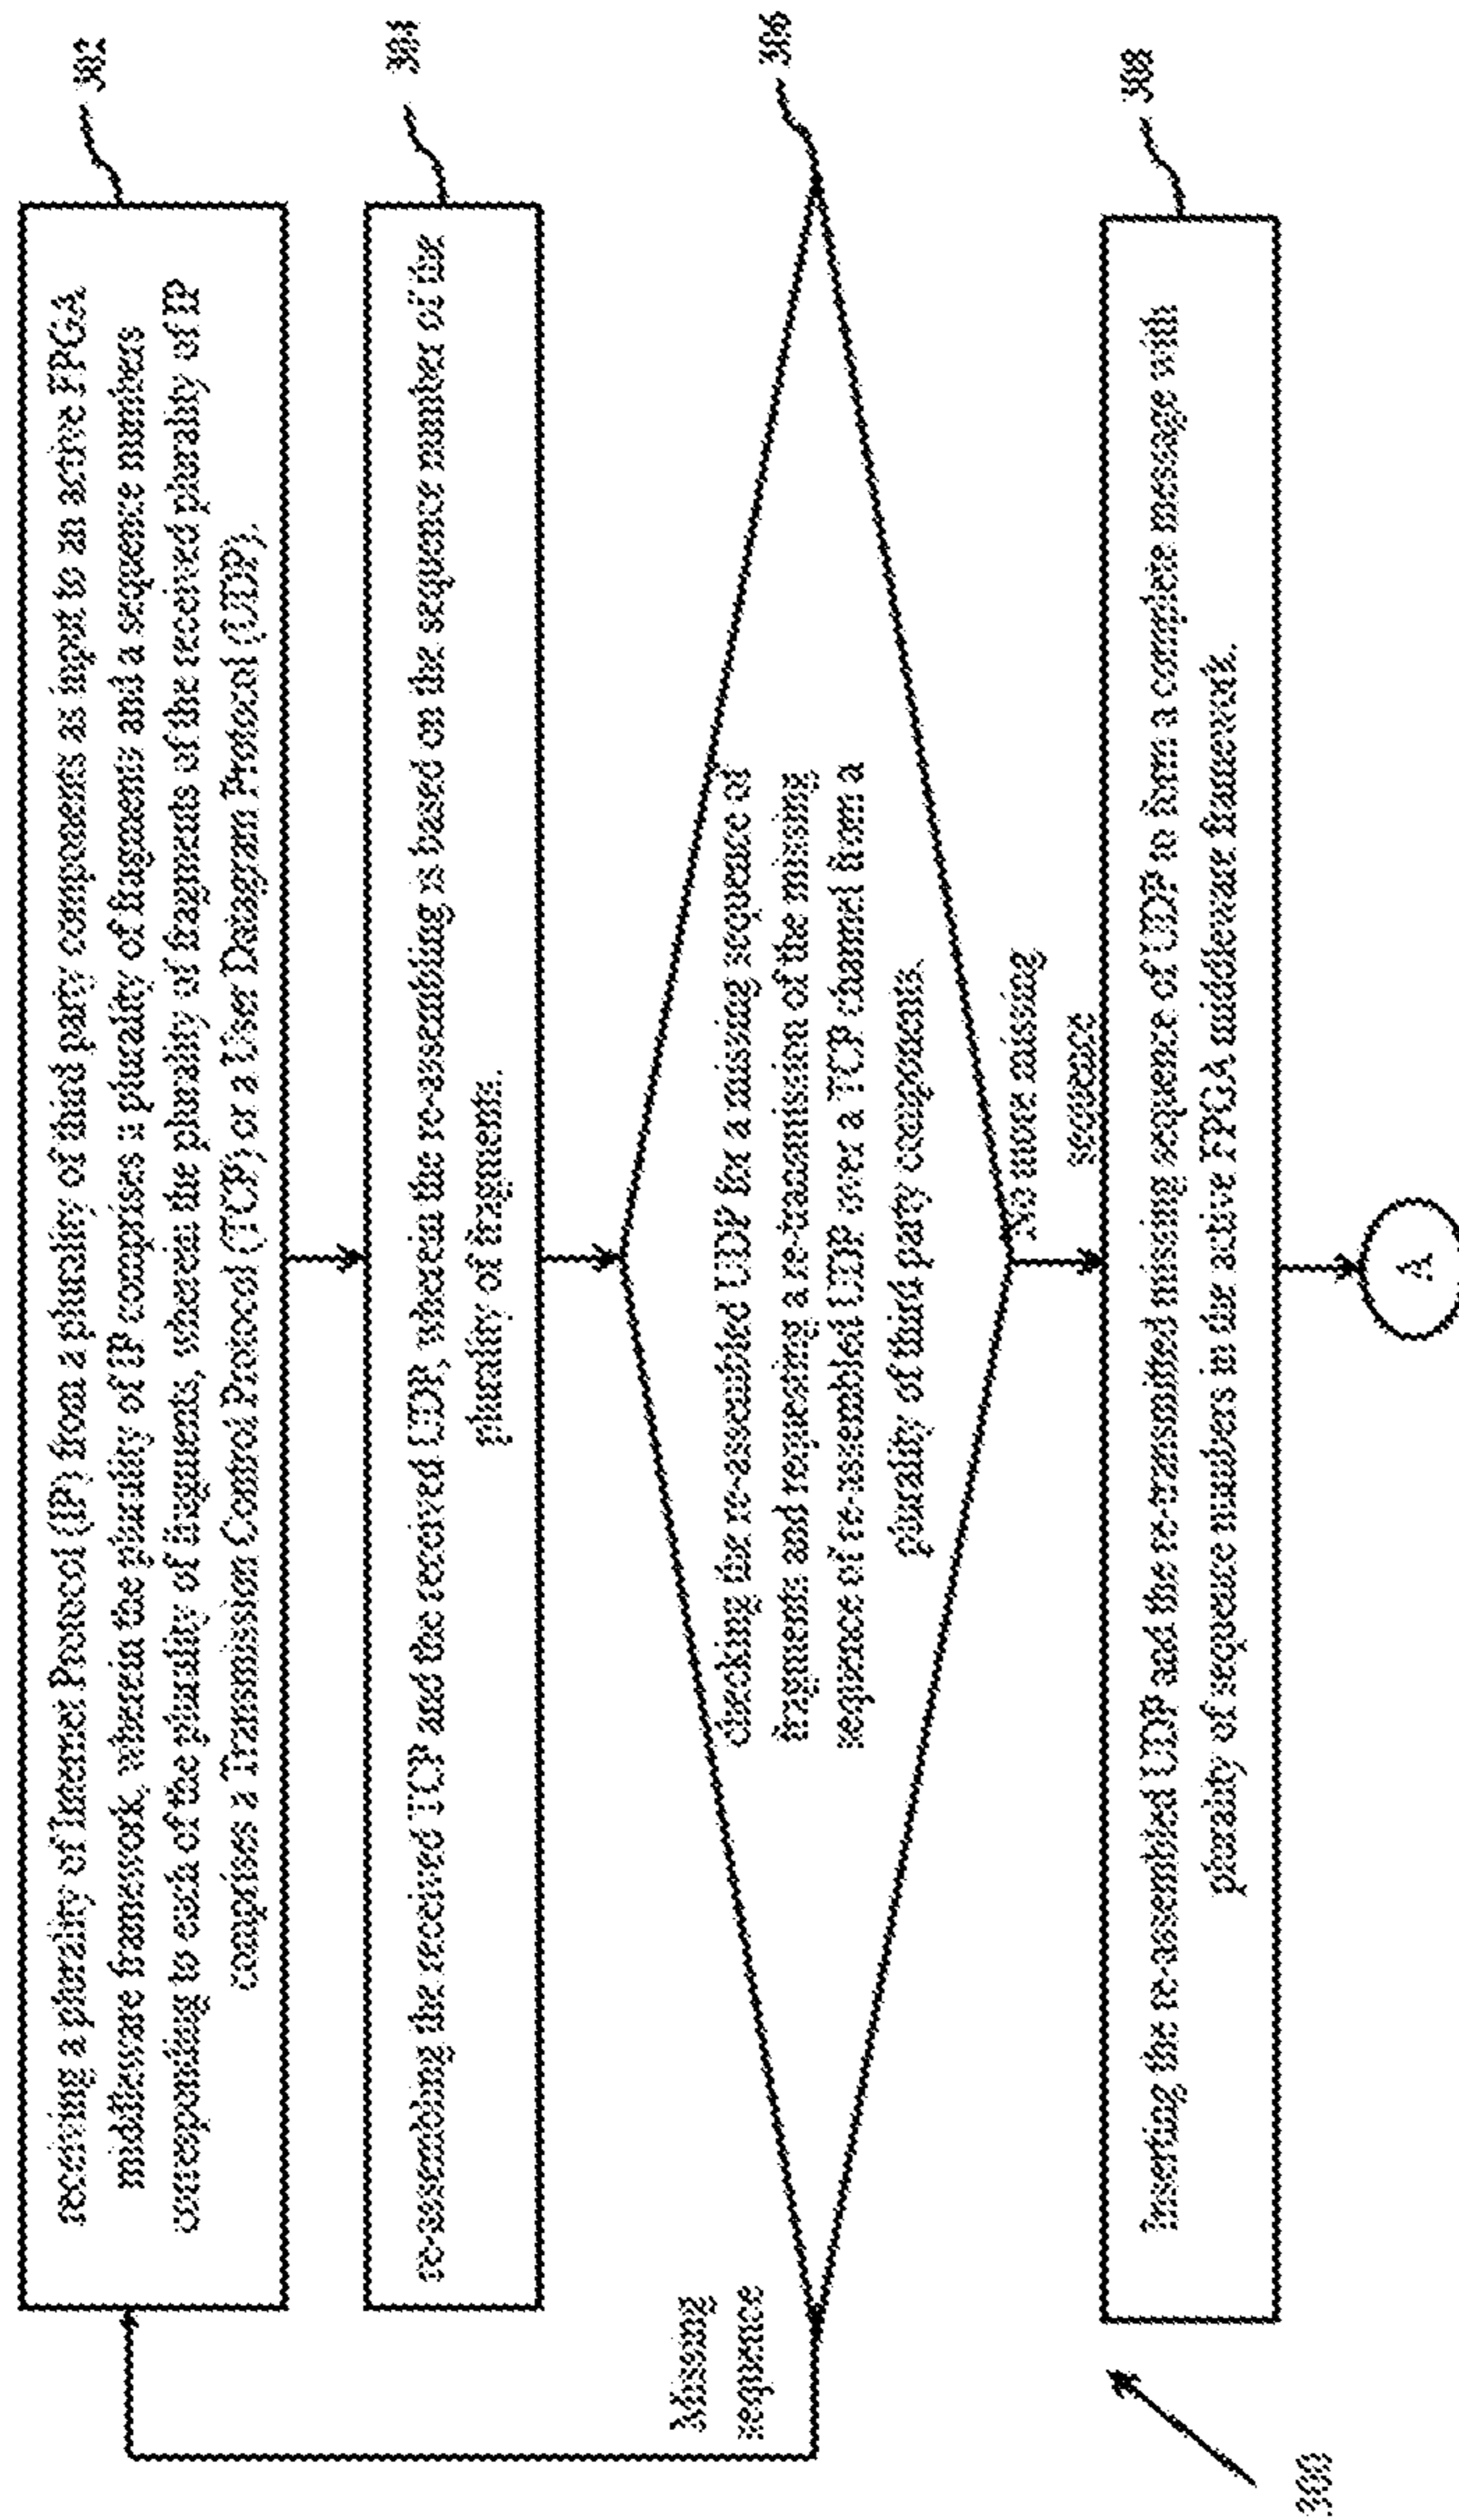 receiving a plurality of Internet Protocol (IP) from a plurality of third party components as input to an active FPGA
middleware framework, wherein the plurality of IP comprises a plurality of fragments and a sequence numbers
corresponding to each of the plurality of fragments, wherein the plurality of fragments of the received plurality of IP
comprises a Transmission Control Protocol (TCP) or a User Datagram Protocol (UDP).
302
re-assembling the received TCP and the received UDP, wherein the re-assembling is based on the sequence number of the
plurality of fragments.
304
checking the re-assembled UDP for a missing sequence of
fragments and requesting a re-transmission of the missing
sequence of re-assembled UDP over a TCP channel from a
plurality of third party components.
306
Missing
sequence
No more missing
sequence
Inserting the re-assembled UDP and the re-transmitted missing sequence of UDP to form a complete message with
plurality of sequence numbers in the active FPGA middleware framework.
308
A
300